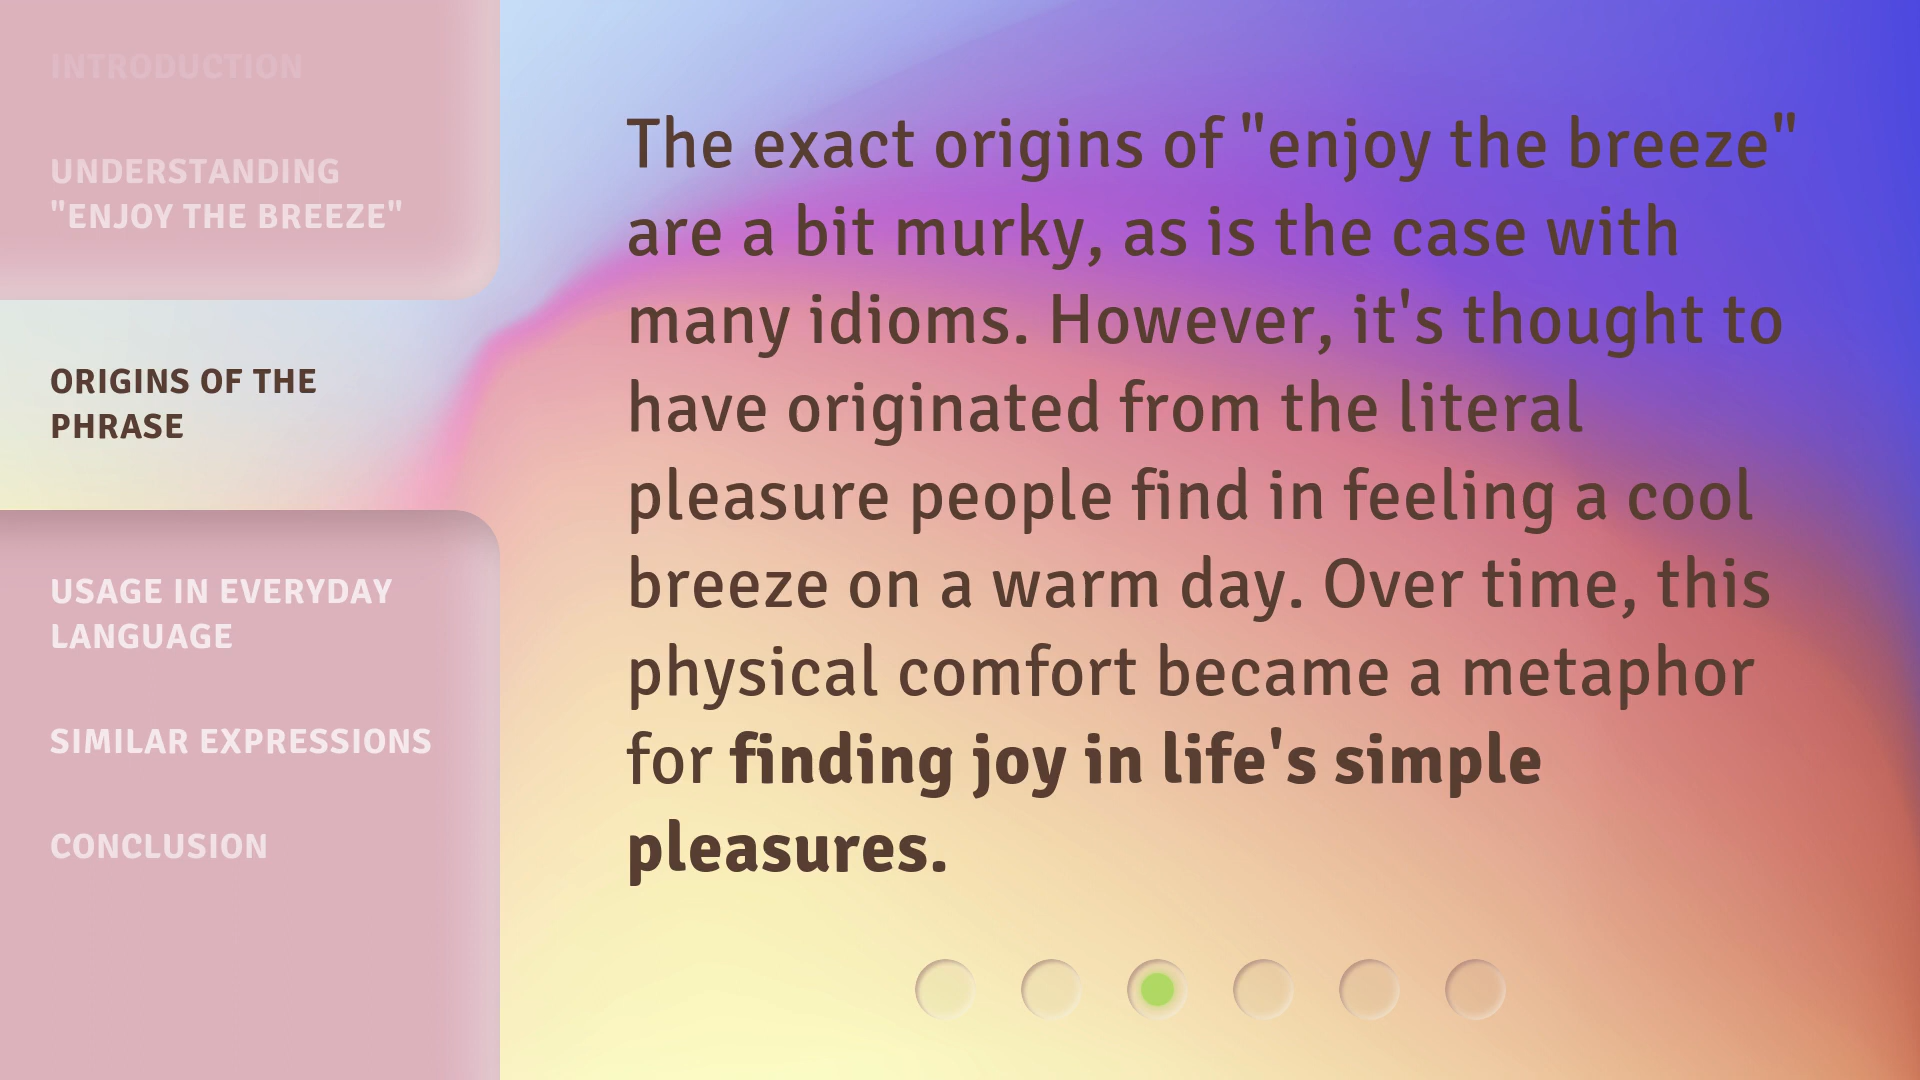 INTRODUCTION
UNDERSTANDING
"ENJOY THE BREEZE"
ORIGINS OF THE
PHRASE
USAGE IN EVERYDAY
LANGUAGE
SIMILAR EXPRESSIONS
CONCLUSION
The exact origins of "enjoy the breeze"
are a bit murky, as is the case with
many idioms. However, it's thought to
have originated from the literal
pleasure people find in feeling a cool
breeze on a warm day. Over time, this
physical comfort became a metaphor
for finding joy in life's simple
pleasures.